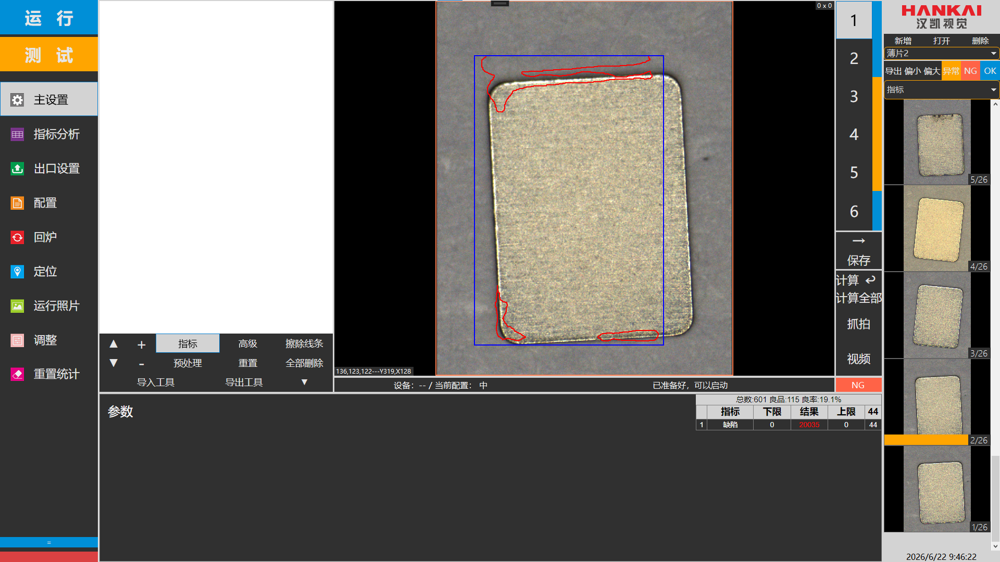 运 行
测 试
主设置
指标分析
出口设置
配置
回炉
定位
运行照片
调整
重置统计
=
▲ + 指标 高级 擦除线条
▼ - 预处理 重置 全部删除
导入工具 导出工具 ▼
0 x 0
136,123,122---Y319,X128
设备： -- / 当前配置： 中
已准备好，可以启动
1
2
3
4
5
6
→
保存
计算
计算全部
抓拍
视频
NG
参数
总数:601 良品:115 良率:19.1%
指标 下限 结果 上限 44
1 缺陷 0 20035 0 44
HANKAI
汉凯视觉
新增 打开 删除
薄片2
导出 偏小 偏大 异常 NG OK
指标
5/26
4/26
3/26
2/26
1/26
2026/6/22 9:46:22